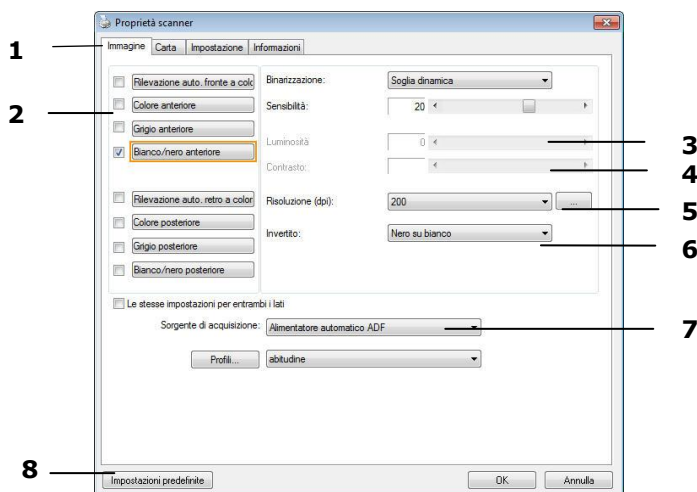 Proprietà scanner
1
Immagine Carta Impostazione Informazioni
2
Rilevazione auto. fronte a colo
Binarizzazione: Soglia dinamica
Colore anteriore
Sensibilità: 20
Grigio anteriore
Luminosità 0
3
Bianco/nero anteriore
Contrasto:
4
Rilevazione auto. retro a color
Risoluzione (dpi): 200 ...
5
Colore posteriore
Invertito: Nero su bianco
6
Grigio posteriore
Bianco/nero posteriore
Le stesse impostazioni per entrambi i lati
Sorgente di acquisizione: Alimentatore automatico ADF
7
Profili... abitudine
8
Impostazioni predefinite OK Annulla